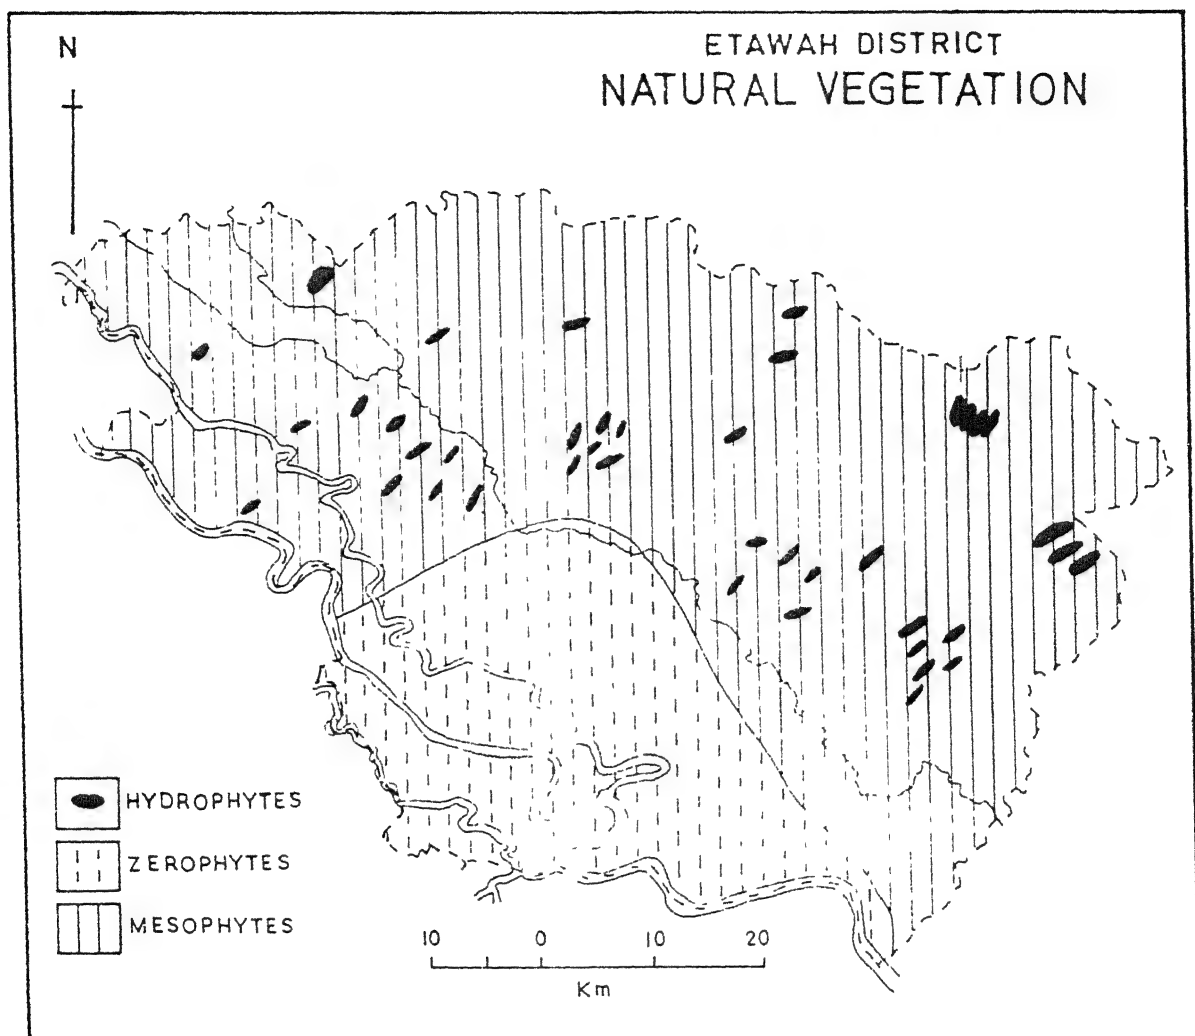 N
ETAWAH DISTRICT
NATURAL VEGETATION
HYDROPHYTES
ZEROPHYTES
MESOPHYTES
10 0 10 20
Km